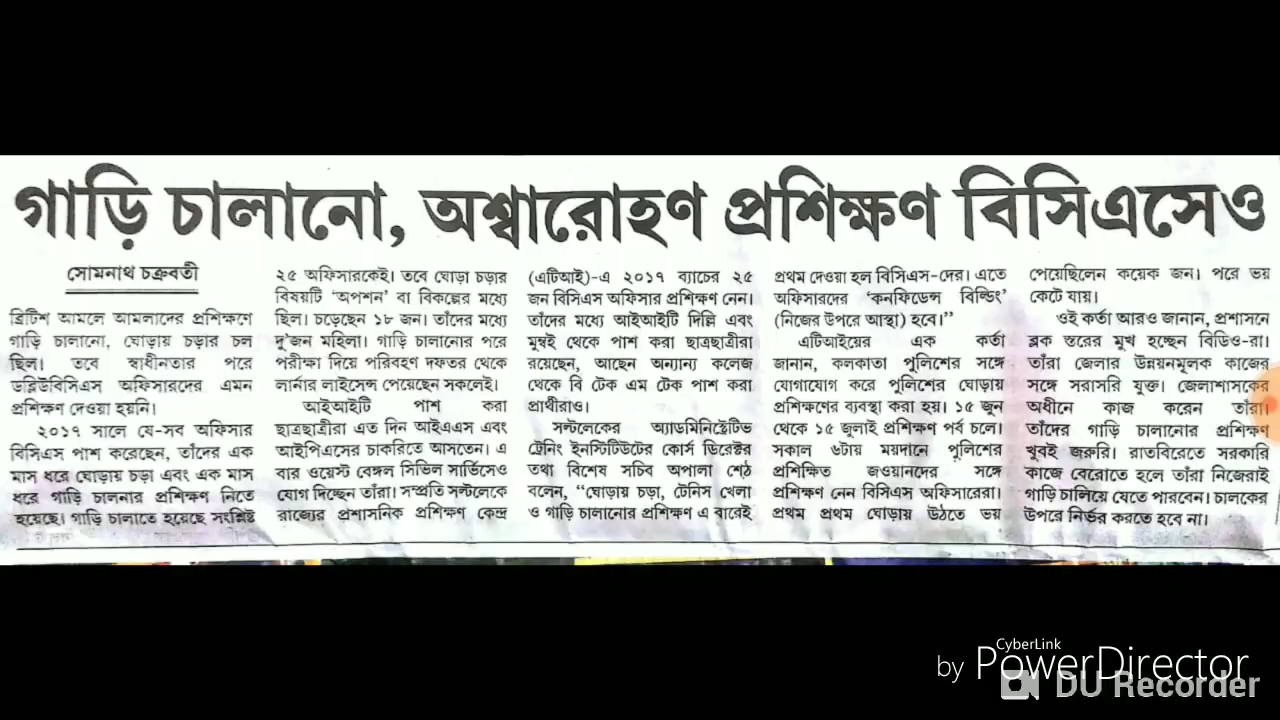 গাড়ি চালানো, অশ্বারোহণ প্রশিক্ষণ বিসিএসেও
সোমনাথ চক্রবর্তী
ব্রিটিশ আমলে আমলাদের প্রশিক্ষণে
গাড়ি চালানো, ঘোড়ায় চড়ার চল
ছিল। তবে স্বাধীনতার পরে
ডব্লিউবিসিএস অফিসারদের এমন
প্রশিক্ষণ দেওয়া হয়নি।
২০১৭ সালে যে-সব অফিসার
বিসিএস পাশ করেছেন, তাঁদের এক
মাস ধরে ঘোড়ায় চড়া এবং এক মাস
ধরে গাড়ি চালনার প্রশিক্ষণ নিতে
হয়েছে। গাড়ি চালাতে হয়েছে সংশ্লিষ্ট
২৫ অফিসারকেই। তবে ঘোড়া চড়ার
বিষয়টি ‘অপশন’ বা বিকল্পের মধ্যে
ছিল। চড়েছেন ১৮ জন। তাঁদের মধ্যে
দু’জন মহিলা। গাড়ি চালানোর পরে
পরীক্ষা দিয়ে পরিবহণ দফতর থেকে
লার্নার লাইসেন্স পেয়েছেন সকলেই।
আইআইটি পাশ করা
ছাত্রছাত্রীরা এত দিন আইএএস এবং
আইপিএসের চাকরিতে আসতেন। এ
বার ওয়েস্ট বেঙ্গল সিভিল সার্ভিসেও
যোগ দিচ্ছেন তাঁরা। সম্প্রতি সল্টলেকে
রাজ্যের প্রশাসনিক প্রশিক্ষণ কেন্দ্র
(এটিআই)-এ ২০১৭ ব্যাচের ২৫
জন বিসিএস অফিসার প্রশিক্ষণ নেন।
তাঁদের মধ্যে আইআইটি দিল্লি এবং
মুম্বই থেকে পাশ করা ছাত্রছাত্রীরা
রয়েছেন, আছেন অন্যান্য কলেজ
থেকে বি টেক এম টেক পাশ করা
প্রার্থীরাও।
সল্টলেকের অ্যাডমিনিস্ট্রেটিভ
ট্রেনিং ইনস্টিটিউটের কোর্স ডিরেক্টর
তথা বিশেষ সচিব অপালা শেঠ
বলেন, “ঘোড়ায় চড়া, টেনিস খেলা
ও গাড়ি চালানোর প্রশিক্ষণ এ বারেই
প্রথম দেওয়া হল বিসিএস-দের। এতে
অফিসারদের ‘কনফিডেন্স বিল্ডিং’
(নিজের উপরে আস্থা) হবে।”
এটিআইয়ের এক কর্তা
জানান, কলকাতা পুলিশের সঙ্গে
যোগাযোগ করে পুলিশের ঘোড়ায়
প্রশিক্ষণের ব্যবস্থা করা হয়। ১৫ জুন
থেকে ১৫ জুলাই প্রশিক্ষণ পর্ব চলে।
সকাল ৬টায় ময়দানে পুলিশের
প্রশিক্ষিত জওয়ানদের সঙ্গে
প্রশিক্ষণ নেন বিসিএস অফিসারেরা।
প্রথম প্রথম ঘোড়ায় উঠতে ভয়
পেয়েছিলেন কয়েক জন। পরে ভয়
কেটে যায়।
ওই কর্তা আরও জানান, প্রশাসনে
ব্লক স্তরের মুখ হচ্ছেন বিডিও-রা।
তাঁরা জেলার উন্নয়নমূলক কাজের
সঙ্গে সরাসরি যুক্ত। জেলাশাসকের
অধীনে কাজ করেন তাঁরা।
তাঁদের গাড়ি চালানোর প্রশিক্ষণ
খুবই জরুরি। রাতবিরেতে সরকারি
কাজে বেরোতে হলে তাঁরা নিজেরাই
গাড়ি চালিয়ে যেতে পারবেন। চালকের
উপরে নির্ভর করতে হবে না।
CyberLink
by PowerDirector
DU Recorder